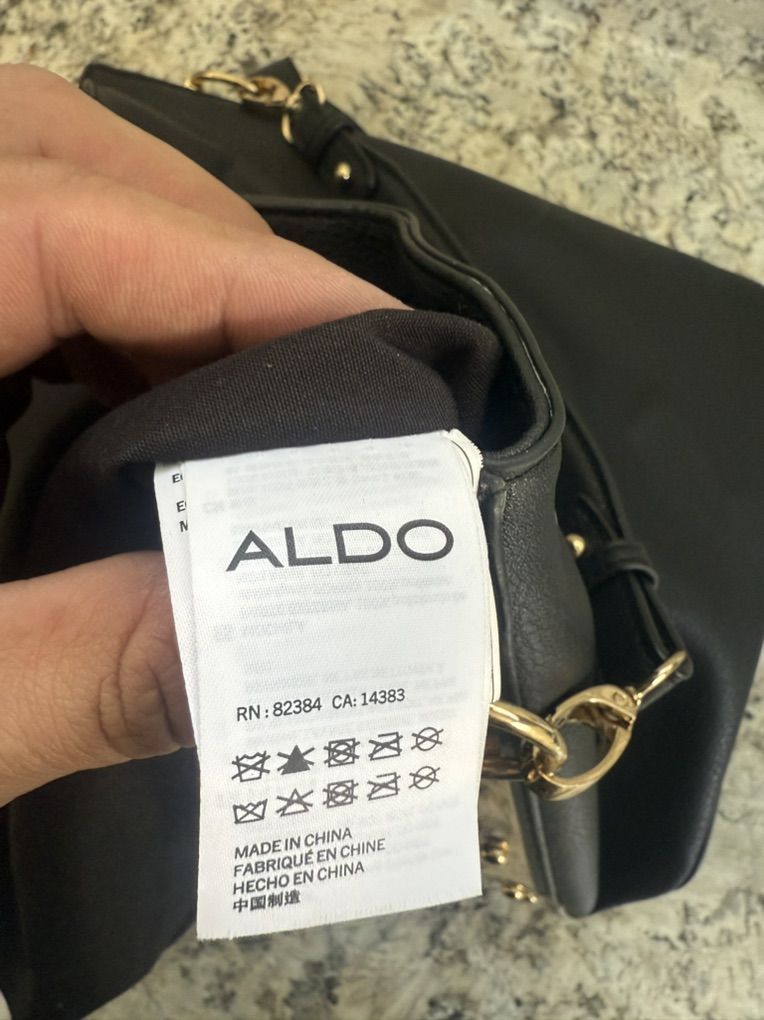 ALDO
RN : 82384 CA: 14383
MADE IN CHINA
FABRIQUÉ EN CHINE
HECHO EN CHINA
中国制造